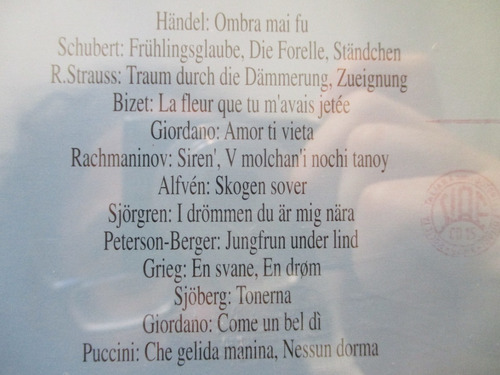 Händel: Ombra mai fu
Schubert: Frühlingsglaube, Die Forelle, Ständchen
R.Strauss: Traum durch die Dämmerung, Zueignung
Bizet: La fleur que tu m'avais jetée
Giordano: Amor ti vieta
Rachmaninov: Siren', V molchan'i nochi tanoy
Alfvén: Skogen sover
Sjörgren: I drömmen du är mig nära
Peterson-Berger: Jungfrun under lind
Grieg: En svane, En drøm
Sjöberg: Tonerna
Giordano: Come un bel dì
Puccini: Che gelida manina, Nessun dorma